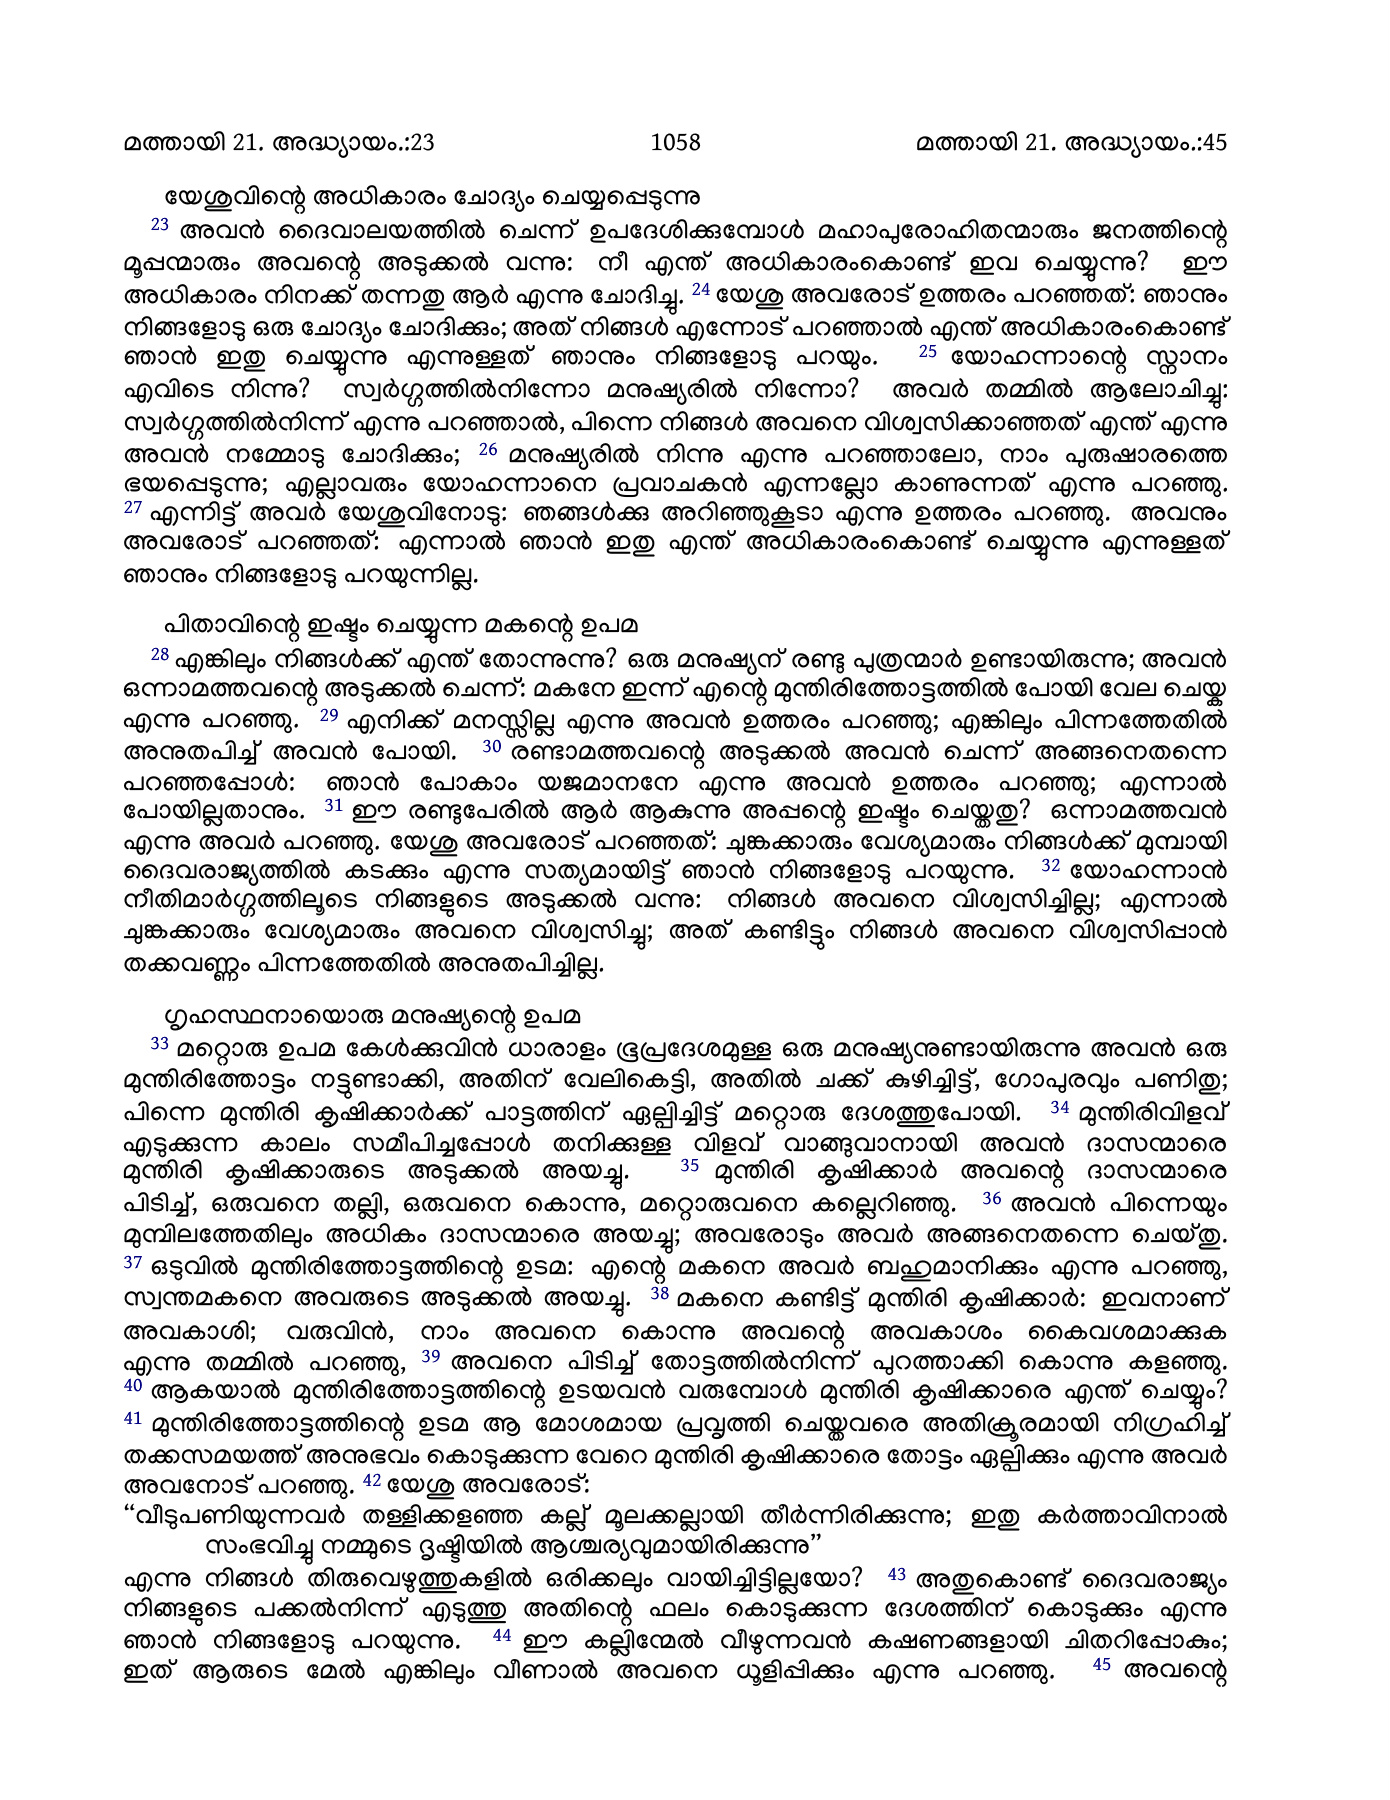 മത്തായി 21. അദ്ധ്യായം.:23 1058 മത്തായി 21. അദ്ധ്യായം.:45
യേശുവിന്റെ അധികാരം ചോദ്യം ചെയ്യപ്പെടുന്നു
23 അവൻ ദൈവാലയത്തിൽ ചെന്ന് ഉപദേശിക്കുമ്പോൾ മഹാപുരോഹിതന്മാരും ജനത്തിന്റെ
മൂപ്പന്മാരും അവന്റെ അടുക്കൽ വന്നു: നീ എന്ത് അധികാരംകൊണ്ട് ഇവ ചെയ്യുന്നു? ഈ
അധികാരം നിനക്ക് തന്നതു ആർ എന്നു ചോദിച്ചു. 24 യേശു അവരോട് ഉത്തരം പറഞ്ഞത്: ഞാനും
നിങ്ങളോടു ഒരു ചോദ്യം ചോദിക്കും; അത് നിങ്ങൾ എന്നോട് പറഞ്ഞാൽ എന്ത് അധികാരംകൊണ്ട്
ഞാൻ ഇതു ചെയ്യുന്നു എന്നുള്ളത് ഞാനും നിങ്ങളോടു പറയും. 25 യോഹന്നാന്റെ സ്നാനം
എവിടെ നിന്നു? സ്വർഗ്ഗത്തിൽനിന്നോ മനുഷ്യരിൽ നിന്നോ? അവർ തമ്മിൽ ആലോചിച്ചു:
സ്വർഗ്ഗത്തിൽനിന്ന് എന്നു പറഞ്ഞാൽ, പിന്നെ നിങ്ങൾ അവനെ വിശ്വസിക്കാഞ്ഞത് എന്ത് എന്നു
അവൻ നമ്മോടു ചോദിക്കും; 26 മനുഷ്യരിൽ നിന്നു എന്നു പറഞ്ഞാലോ, നാം പുരുഷാരത്തെ
ഭയപ്പെടുന്നു; എല്ലാവരും യോഹന്നാനെ പ്രവാചകൻ എന്നല്ലോ കാണുന്നത് എന്നു പറഞ്ഞു.
27 എന്നിട്ട് അവർ യേശുവിനോടു: ഞങ്ങൾക്കു അറിഞ്ഞുകൂടാ എന്നു ഉത്തരം പറഞ്ഞു. അവനും
അവരോട് പറഞ്ഞത്: എന്നാൽ ഞാൻ ഇതു എന്ത് അധികാരംകൊണ്ട് ചെയ്യുന്നു എന്നുള്ളത്
ഞാനും നിങ്ങളോടു പറയുന്നില്ല.
പിതാവിന്റെ ഇഷ്ടം ചെയ്യുന്ന മകന്റെ ഉപമ
28 എങ്കിലും നിങ്ങൾക്ക് എന്ത് തോന്നുന്നു? ഒരു മനുഷ്യന് രണ്ടു പുത്രന്മാർ ഉണ്ടായിരുന്നു; അവൻ
ഒന്നാമത്തവന്റെ അടുക്കൽ ചെന്ന്: മകനേ ഇന്ന് എന്റെ മുന്തിരിത്തോട്ടത്തിൽ പോയി വേല ചെയ്ക
എന്നു പറഞ്ഞു. 29 എനിക്ക് മനസ്സില്ല എന്നു അവൻ ഉത്തരം പറഞ്ഞു; എങ്കിലും പിന്നത്തേതിൽ
അനുതപിച്ച് അവൻ പോയി. 30 രണ്ടാമത്തവന്റെ അടുക്കൽ അവൻ ചെന്ന് അങ്ങനെതന്നെ
പറഞ്ഞപ്പോൾ: ഞാൻ പോകാം യജമാനനേ എന്നു അവൻ ഉത്തരം പറഞ്ഞു; എന്നാൽ
പോയില്ലതാനും. 31 ഈ രണ്ടുപേരിൽ ആർ ആകുന്നു അപ്പന്റെ ഇഷ്ടം ചെയ്തതു? ഒന്നാമത്തവൻ
എന്നു അവർ പറഞ്ഞു. യേശു അവരോട് പറഞ്ഞത്: ചുങ്കക്കാരും വേശ്യമാരും നിങ്ങൾക്ക് മുമ്പായി
ദൈവരാജ്യത്തിൽ കടക്കും എന്നു സത്യമായിട്ട് ഞാൻ നിങ്ങളോടു പറയുന്നു. 32 യോഹന്നാൻ
നീതിമാർഗ്ഗത്തിലൂടെ നിങ്ങളുടെ അടുക്കൽ വന്നു: നിങ്ങൾ അവനെ വിശ്വസിച്ചില്ല; എന്നാൽ
ചുങ്കക്കാരും വേശ്യമാരും അവനെ വിശ്വസിച്ചു; അത് കണ്ടിട്ടും നിങ്ങൾ അവനെ വിശ്വസിപ്പാൻ
തക്കവണ്ണം പിന്നത്തേതിൽ അനുതപിച്ചില്ല.
ഗൃഹസ്ഥനായൊരു മനുഷ്യന്റെ ഉപമ
33 മറ്റൊരു ഉപമ കേൾക്കുവിൻ ധാരാളം ഭൂപ്രദേശമുള്ള ഒരു മനുഷ്യനുണ്ടായിരുന്നു അവൻ ഒരു
മുന്തിരിത്തോട്ടം നട്ടുണ്ടാക്കി, അതിന് വേലികെട്ടി, അതിൽ ചക്ക് കുഴിച്ചിട്ട്, ഗോപുരവും പണിതു;
പിന്നെ മുന്തിരി കൃഷിക്കാർക്ക് പാട്ടത്തിന് ഏല്പിച്ചിട്ട് മറ്റൊരു ദേശത്തുപോയി. 34 മുന്തിരിവിളവ്
എടുക്കുന്ന കാലം സമീപിച്ചപ്പോൾ തനിക്കുള്ള വിളവ് വാങ്ങുവാനായി അവൻ ദാസന്മാരെ
മുന്തിരി കൃഷിക്കാരുടെ അടുക്കൽ അയച്ചു. 35 മുന്തിരി കൃഷിക്കാർ അവന്റെ ദാസന്മാരെ
പിടിച്ച്, ഒരുവനെ തല്ലി, ഒരുവനെ കൊന്നു, മറ്റൊരുവനെ കല്ലെറിഞ്ഞു. 36 അവൻ പിന്നെയും
മുമ്പിലത്തേതിലും അധികം ദാസന്മാരെ അയച്ചു; അവരോടും അവർ അങ്ങനെതന്നെ ചെയ്തു.
37 ഒടുവിൽ മുന്തിരിത്തോട്ടത്തിന്റെ ഉടമ: എന്റെ മകനെ അവർ ബഹുമാനിക്കും എന്നു പറഞ്ഞു,
സ്വന്തമകനെ അവരുടെ അടുക്കൽ അയച്ചു. 38 മകനെ കണ്ടിട്ട് മുന്തിരി കൃഷിക്കാർ: ഇവനാണ്
അവകാശി; വരുവിൻ, നാം അവനെ കൊന്നു അവന്റെ അവകാശം കൈവശമാക്കുക
എന്നു തമ്മിൽ പറഞ്ഞു, 39 അവനെ പിടിച്ച് തോട്ടത്തിൽനിന്ന് പുറത്താക്കി കൊന്നു കളഞ്ഞു.
40 ആകയാൽ മുന്തിരിത്തോട്ടത്തിന്റെ ഉടയവൻ വരുമ്പോൾ മുന്തിരി കൃഷിക്കാരെ എന്ത് ചെയ്യും?
41 മുന്തിരിത്തോട്ടത്തിന്റെ ഉടമ ആ മോശമായ പ്രവൃത്തി ചെയ്തവരെ അതിക്രൂരമായി നിഗ്രഹിച്ച്
തക്കസമയത്ത് അനുഭവം കൊടുക്കുന്ന വേറെ മുന്തിരി കൃഷിക്കാരെ തോട്ടം ഏല്പിക്കും എന്നു അവർ
അവനോട് പറഞ്ഞു. 42 യേശു അവരോട്:
“വീടുപണിയുന്നവർ തള്ളിക്കളഞ്ഞ കല്ല് മൂലക്കല്ലായി തീർന്നിരിക്കുന്നു; ഇതു കർത്താവിനാൽ
സംഭവിച്ചു നമ്മുടെ ദൃഷ്ടിയിൽ ആശ്ചര്യവുമായിരിക്കുന്നു”
എന്നു നിങ്ങൾ തിരുവെഴുത്തുകളിൽ ഒരിക്കലും വായിച്ചിട്ടില്ലയോ? 43 അതുകൊണ്ട് ദൈവരാജ്യം
നിങ്ങളുടെ പക്കൽനിന്ന് എടുത്തു അതിന്റെ ഫലം കൊടുക്കുന്ന ദേശത്തിന് കൊടുക്കും എന്നു
ഞാൻ നിങ്ങളോടു പറയുന്നു. 44 ഈ കല്ലിന്മേൽ വീഴുന്നവൻ കഷണങ്ങളായി ചിതറിപ്പോകും;
ഇത് ആരുടെ മേൽ എങ്കിലും വീണാൽ അവനെ ധൂളിപ്പിക്കും എന്നു പറഞ്ഞു. 45 അവന്റെ